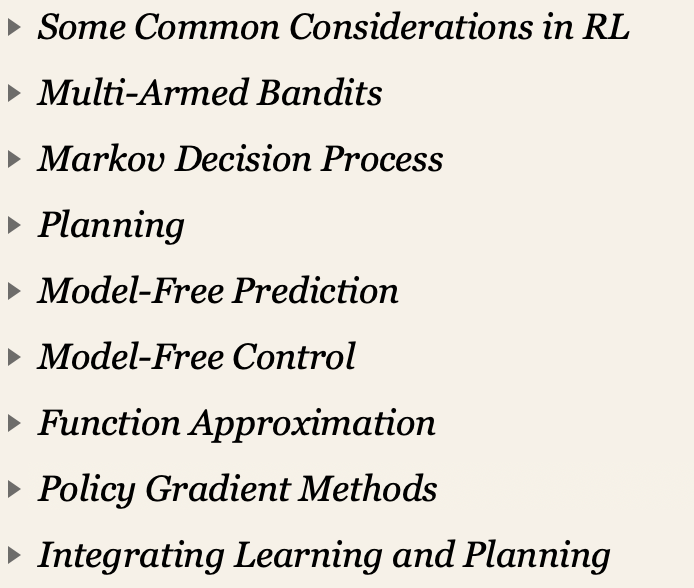 Some Common Considerations in RL
Multi-Armed Bandits
Markov Decision Process
Planning
Model-Free Prediction
Model-Free Control
Function Approximation
Policy Gradient Methods
Integrating Learning and Planning